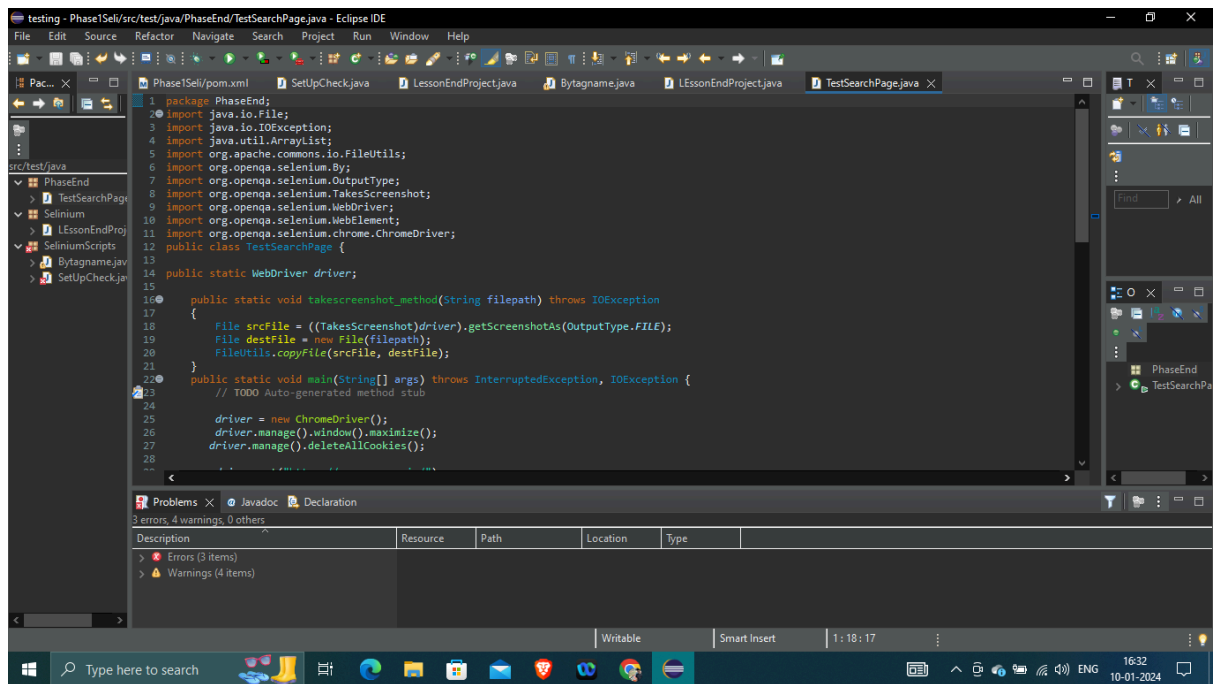 testing - Phase1Seli/src/test/java/PhaseEnd/TestSearchPage.java - Eclipse IDE
File Edit Source Refactor Navigate Search Project Run Window Help
Pac...
Phase1Seli/pom.xml SetUpCheck.java LessonEndProject.java Bytagname.java LEssonEndProject.java TestSearchPage.java
T
src/test/java
PhaseEnd
TestSearchPage
Selinium
LEssonEndProj
SeliniumScripts
Bytagname.jav
SetUpCheck.jav
1 package PhaseEnd;
2 import java.io.File;
3 import java.io.IOException;
4 import java.util.ArrayList;
5 import org.apache.commons.io.FileUtils;
6 import org.openqa.selenium.By;
7 import org.openqa.selenium.OutputType;
8 import org.openqa.selenium.TakesScreenshot;
9 import org.openqa.selenium.WebDriver;
10 import org.openqa.selenium.WebElement;
11 import org.openqa.selenium.chrome.ChromeDriver;
12 public class TestSearchPage {
13
14 public static WebDriver driver;
15
16 public static void takescreenshot_method(String filepath) throws IOException
17 {
18 File srcFile = ((TakesScreenshot)driver).getScreenshotAs(OutputType.FILE);
19 File destFile = new File(filepath);
20 FileUtils.copyFile(srcFile, destFile);
21 }
22 public static void main(String[] args) throws InterruptedException, IOException {
23 // TODO Auto-generated method stub
24
25 driver = new ChromeDriver();
26 driver.manage().window().maximize();
27 driver.manage().deleteAllCookies();
28
Find All
O
PhaseEnd
TestSearchPa
Problems Javadoc Declaration
3 errors, 4 warnings, 0 others
Description Resource Path Location Type
Errors (3 items)
Warnings (4 items)
Writable Smart Insert 1 : 18 : 17
Type here to search
ENG
16:32
10-01-2024